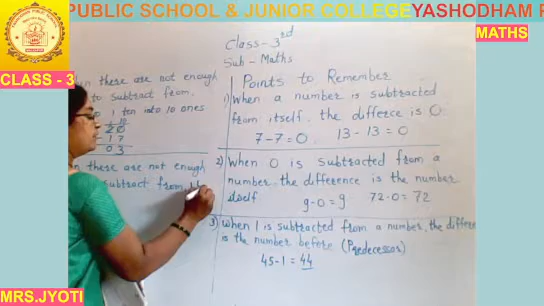 PUBLIC SCHOOL & JUNIOR COLLEGE YASHODHAM
MATHS
CLASS - 3
MRS.JYOTI
Class-3rd
Sub - Maths
n there are not enough
to subtract from,
1 ten into 10 ones
10
20
- 17
03
n there are not enough
subtract from
Points to Remember
1) When a number is subtracted
from itself. the differce is 0
7-7=0 13-13=0
2) When 0 is subtracted from a
number. the difference is the number
itself 9-0=9 72-0=72
3) When 1 is subtracted from a number, the differe
is the number before (Predecessor)
45-1=44